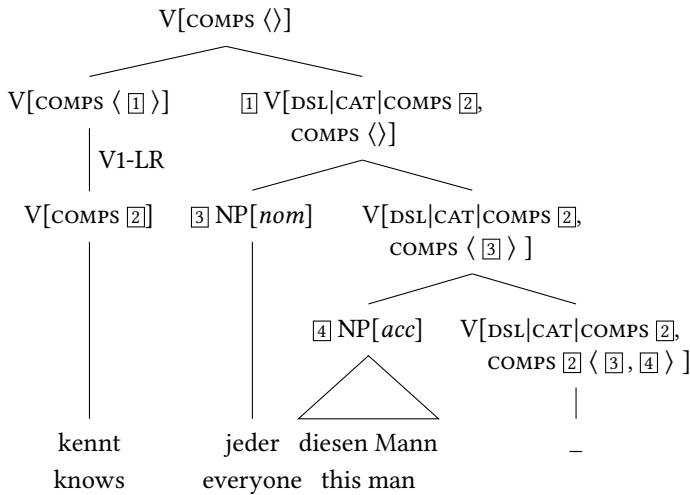 V[COMPS ⟨⟩]
V[COMPS ⟨ 1 ⟩] 1 V[DSL|CAT|COMPS 2,
COMPS ⟨⟩]
V1-LR
V[COMPS 2] 3 NP[nom] V[DSL|CAT|COMPS 2,
COMPS ⟨ 3 ⟩ ]
4 NP[acc] V[DSL|CAT|COMPS 2,
COMPS 2 ⟨ 3 , 4 ⟩ ]
kennt jeder diesen Mann _
knows everyone this man